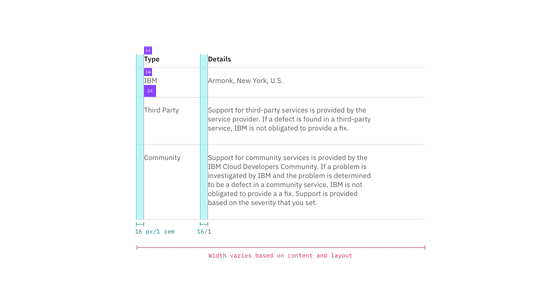 Type
Details
IBM
Armonk, New York, U.S.
24
Third Party
Support for third-party services is provided by the
service provider. If a defect is found in a third-party
service, IBM is not obligated to provide a fix.
Community
Support for community services is provided by the
IBM Cloud Developers Community. If a problem is
investigated by IBM and the problem is determined
to be a defect in a community service, IBM is not
obligated to provide a a fix. Support is provided
based on the severity that you set.
16 px/1 rem
16/1
Width varies based on content and layout